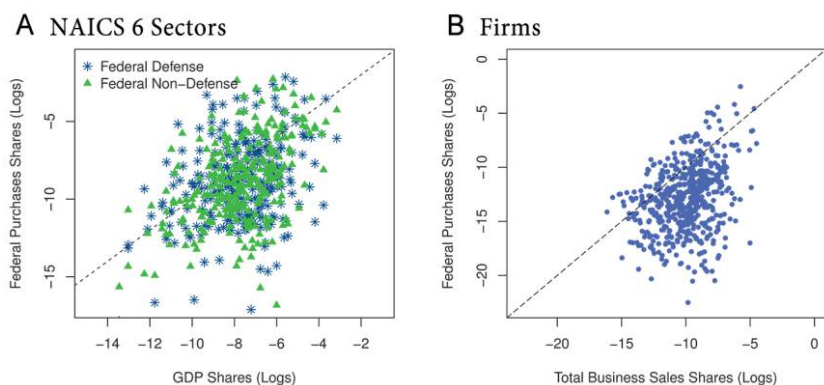 A NAICS 6 Sectors
Federal Defense
Federal Non-Defense
Federal Purchases Shares (Logs)
-5
-10
-15
-14 -12 -10 -8 -6 -4 -2
GDP Shares (Logs)
B Firms
Federal Purchases Shares (Logs)
0
-5
-10
-15
-20
-20 -15 -10 -5 0
Total Business Sales Shares (Logs)